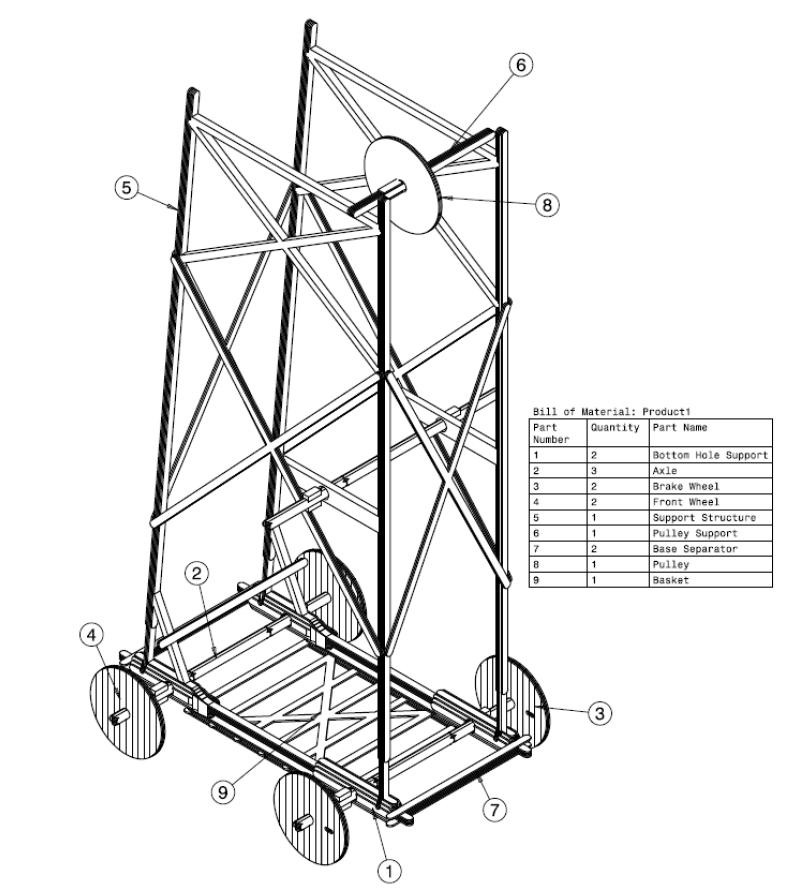 6
5
8
Bill of Material: Product1
Part Number Quantity Part Name
1 2 Bottom Hole Support
2 3 Axle
3 2 Brake Wheel
4 2 Front Wheel
5 1 Support Structure
6 1 Pulley Support
7 2 Base Separator
8 1 Pulley
9 1 Basket
2
4
3
9
7
1